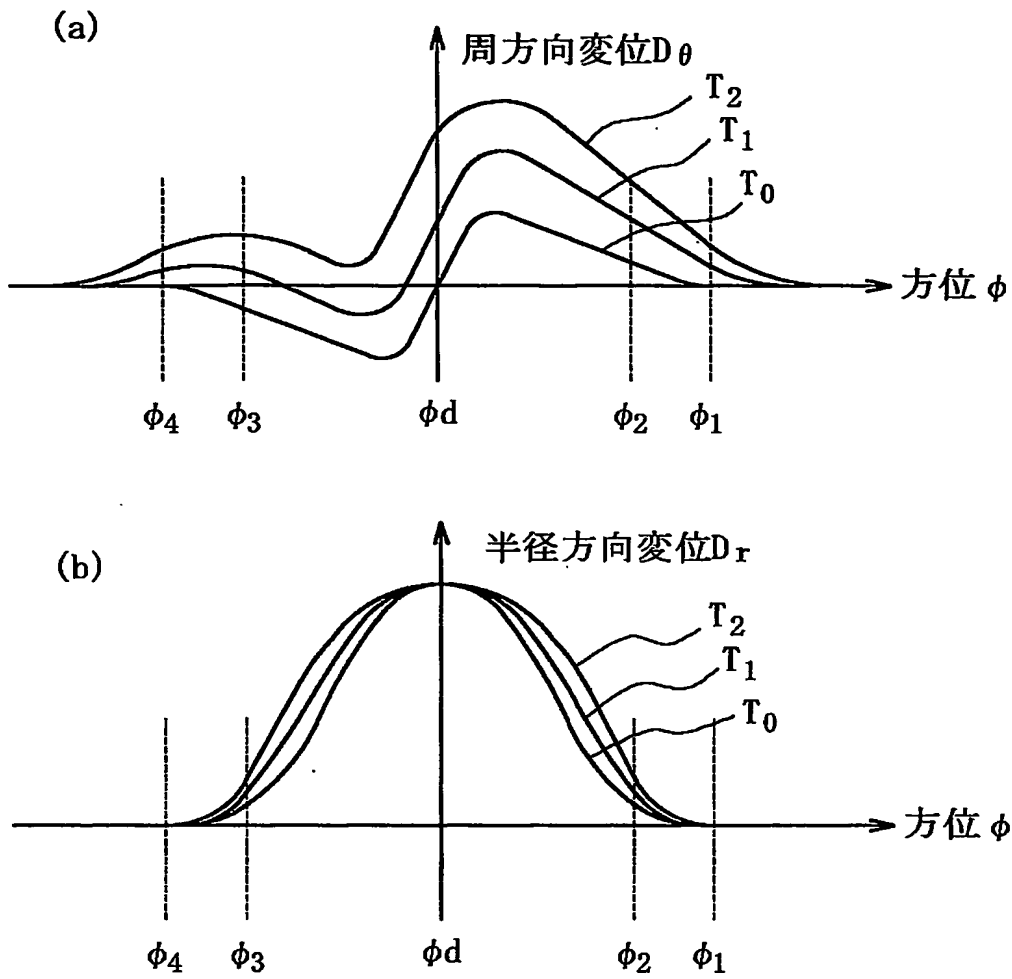 (a)
周方向変位Dθ
T₂
T₁
T₀
方位 φ
φ₄ φ₃ φd φ₂ φ₁
(b)
半径方向変位Dr
T₂
T₁
T₀
方位 φ
φ₄ φ₃ φd φ₂ φ₁